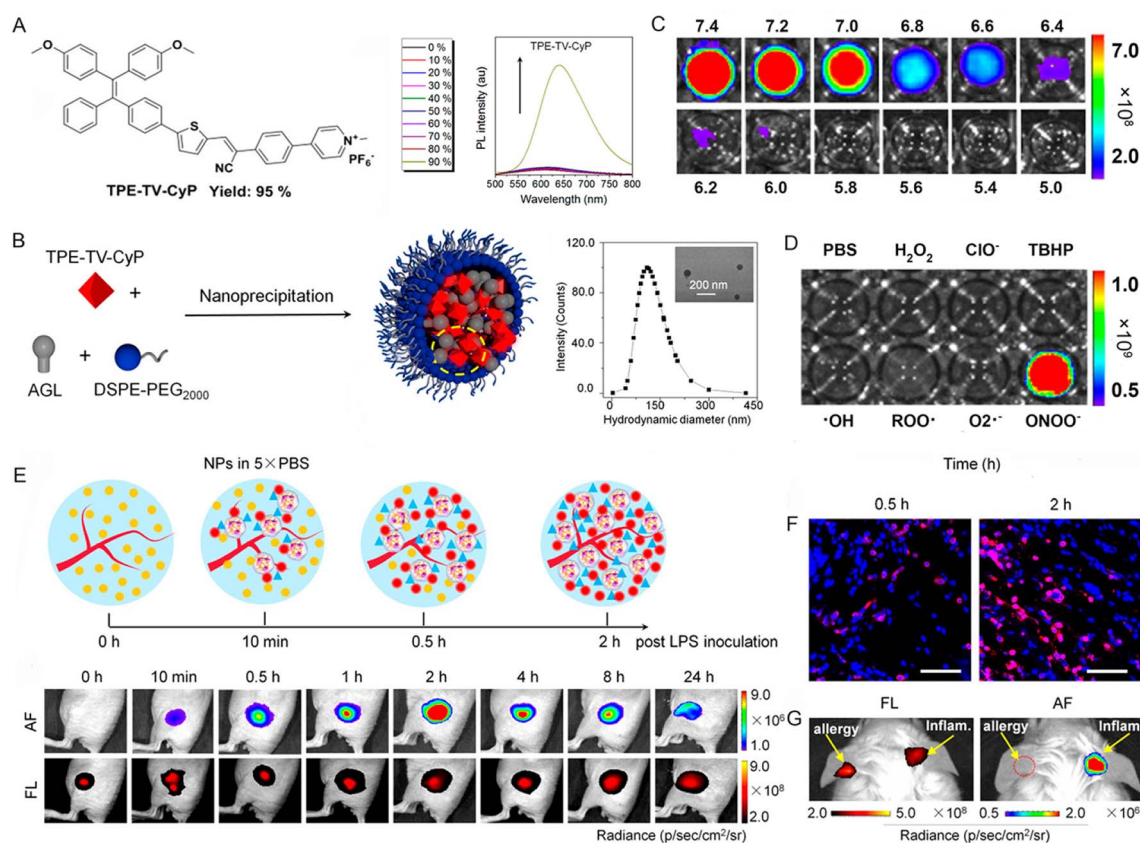 A
TPE-TV-CyP Yield: 95 %
O
O
S
NC
N+
PF6-
0 %
10 %
20 %
30 %
40 %
50 %
60 %
70 %
80 %
90 %
TPE-TV-CyP
PL intensity (au)
500 550 600 650 700 750 800
Wavelength (nm)
B
TPE-TV-CyP
+
AGL + DSPE-PEG2000
Nanoprecipitation
120.0
80.0
40.0
0.0
Intensity (Counts)
200 nm
0 150 300 450
Hydrodynamic diameter (nm)
C
7.4 7.2 7.0 6.8 6.6 6.4
6.2 6.0 5.8 5.6 5.4 5.0
7.0
×10⁸
2.0
D
PBS H2O2 ClO- TBHP
·OH ROO· O2·- ONOO-
1.0
×10⁹
0.5
E
NPs in 5×PBS
0 h 10 min 0.5 h 2 h post LPS inoculation
0 h 10 min 0.5 h 1 h 2 h 4 h 8 h 24 h
AF
9.0
×10⁶
1.0
FL
9.0
×10⁸
2.0
Radiance (p/sec/cm²/sr)
Time (h)
F
0.5 h 2 h
G
FL AF
allergy Inflam. allergy Inflam.
2.0 5.0 ×10⁸ 0.5 2.0 ×10⁶
Radiance (p/sec/cm²/sr)